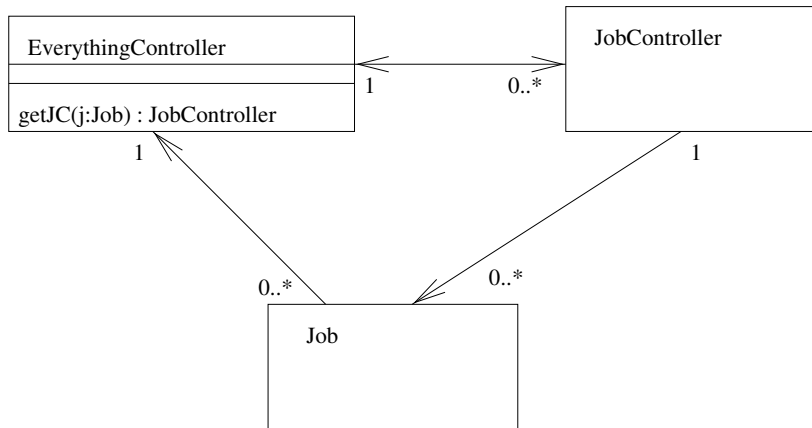 EverythingController
JobController
1
0..*
getJC(j:Job) : JobController
1
1
0..*
0..*
Job